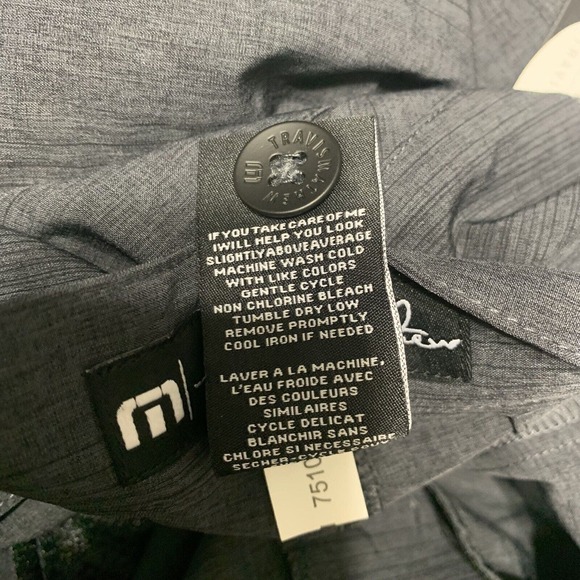 TRAVISMATHEW
IF YOU TAKE CARE OF ME
I WILL HELP YOU LOOK
SLIGHTLY ABOVE AVERAGE
MACHINE WASH COLD
WITH LIKE COLORS
GENTLE CYCLE
NON CHLORINE BLEACH
TUMBLE DRY LOW
REMOVE PROMPTLY
COOL IRON IF NEEDED
LAVER A LA MACHINE,
L'EAU FROIDE AVEC
DES COULEURS
SIMILAIRES
CYCLE DELICAT
BLANCHIR SANS
CHLORE SI NECESSAIRE
7510